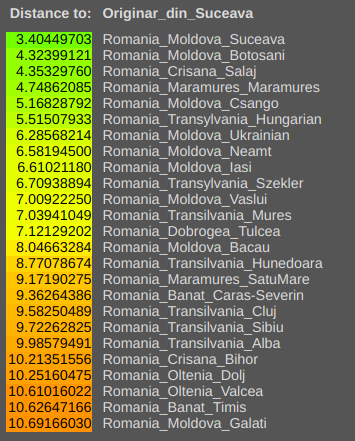 Distance to: Originar_din_Suceava
3.40449703 Romania_Moldova_Suceava
4.32399121 Romania_Moldova_Botosani
4.35329760 Romania_Crisana_Salaj
4.74862085 Romania_Maramures_Maramures
5.16828792 Romania_Moldova_Csango
5.51507933 Romania_Transylvania_Hungarian
6.28568214 Romania_Moldova_Ukrainian
6.58194500 Romania_Moldova_Neamt
6.61021180 Romania_Moldova_Iasi
6.70938894 Romania_Transylvania_Szekler
7.00922250 Romania_Moldova_Vaslui
7.03941049 Romania_Transilvania_Mures
7.12129202 Romania_Dobrogea_Tulcea
8.04663284 Romania_Moldova_Bacau
8.77078674 Romania_Transilvania_Hunedoara
9.17190275 Romania_Maramures_SatuMare
9.36264386 Romania_Banat_Caras-Severin
9.58250489 Romania_Transilvania_Cluj
9.72262825 Romania_Transilvania_Sibiu
9.98579491 Romania_Transilvania_Alba
10.21351556 Romania_Crisana_Bihor
10.25160475 Romania_Oltenia_Dolj
10.61016022 Romania_Oltenia_Valcea
10.62647166 Romania_Banat_Timis
10.69166030 Romania_Moldova_Galati